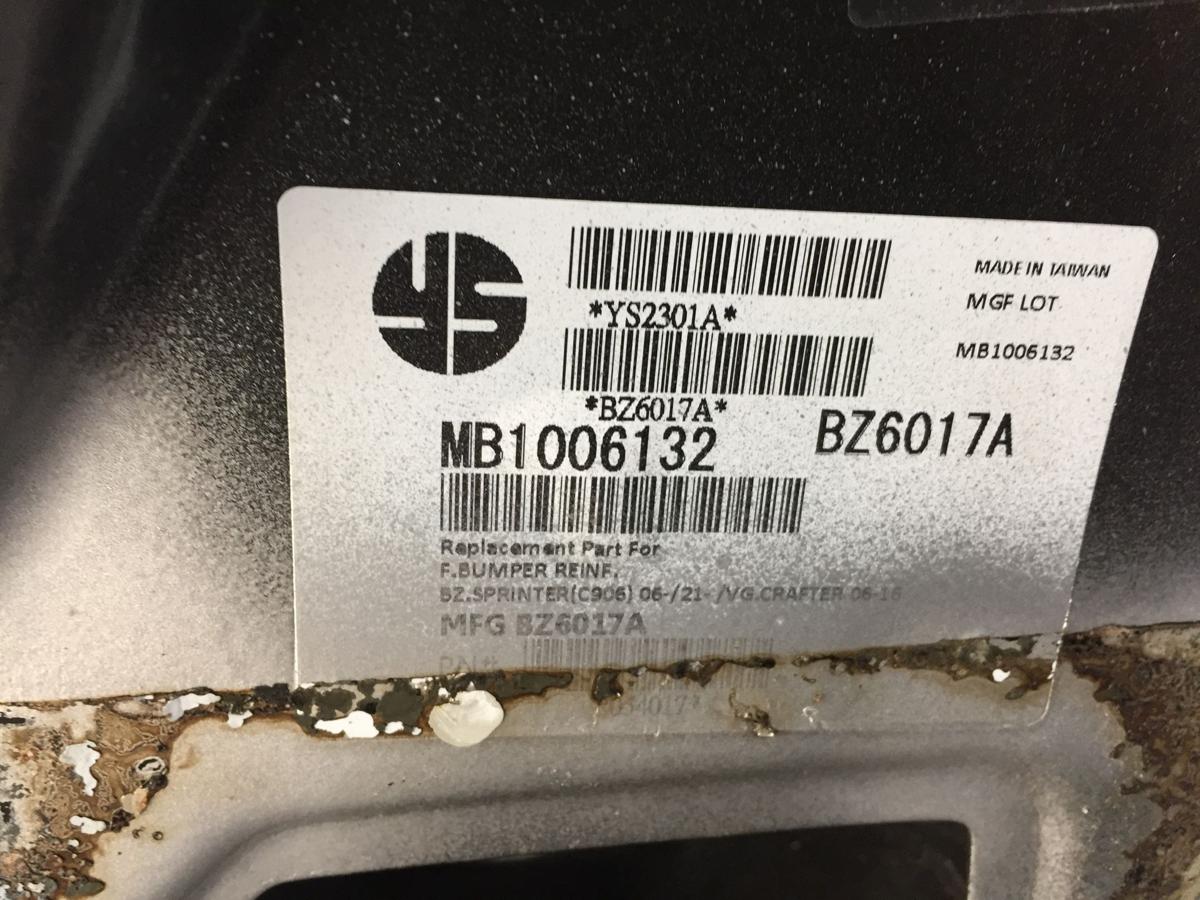 YS
*YS2301A*
*BZ6017A*
MADE IN TAIWAN
MGF LOT
MB1006132
MB1006132
BZ6017A
Replacement Part For
F.BUMPER REINF.
BZ.SPRINTER(C906) 06-/21- /VG.CRAFTER 06-16
MFG BZ6017A